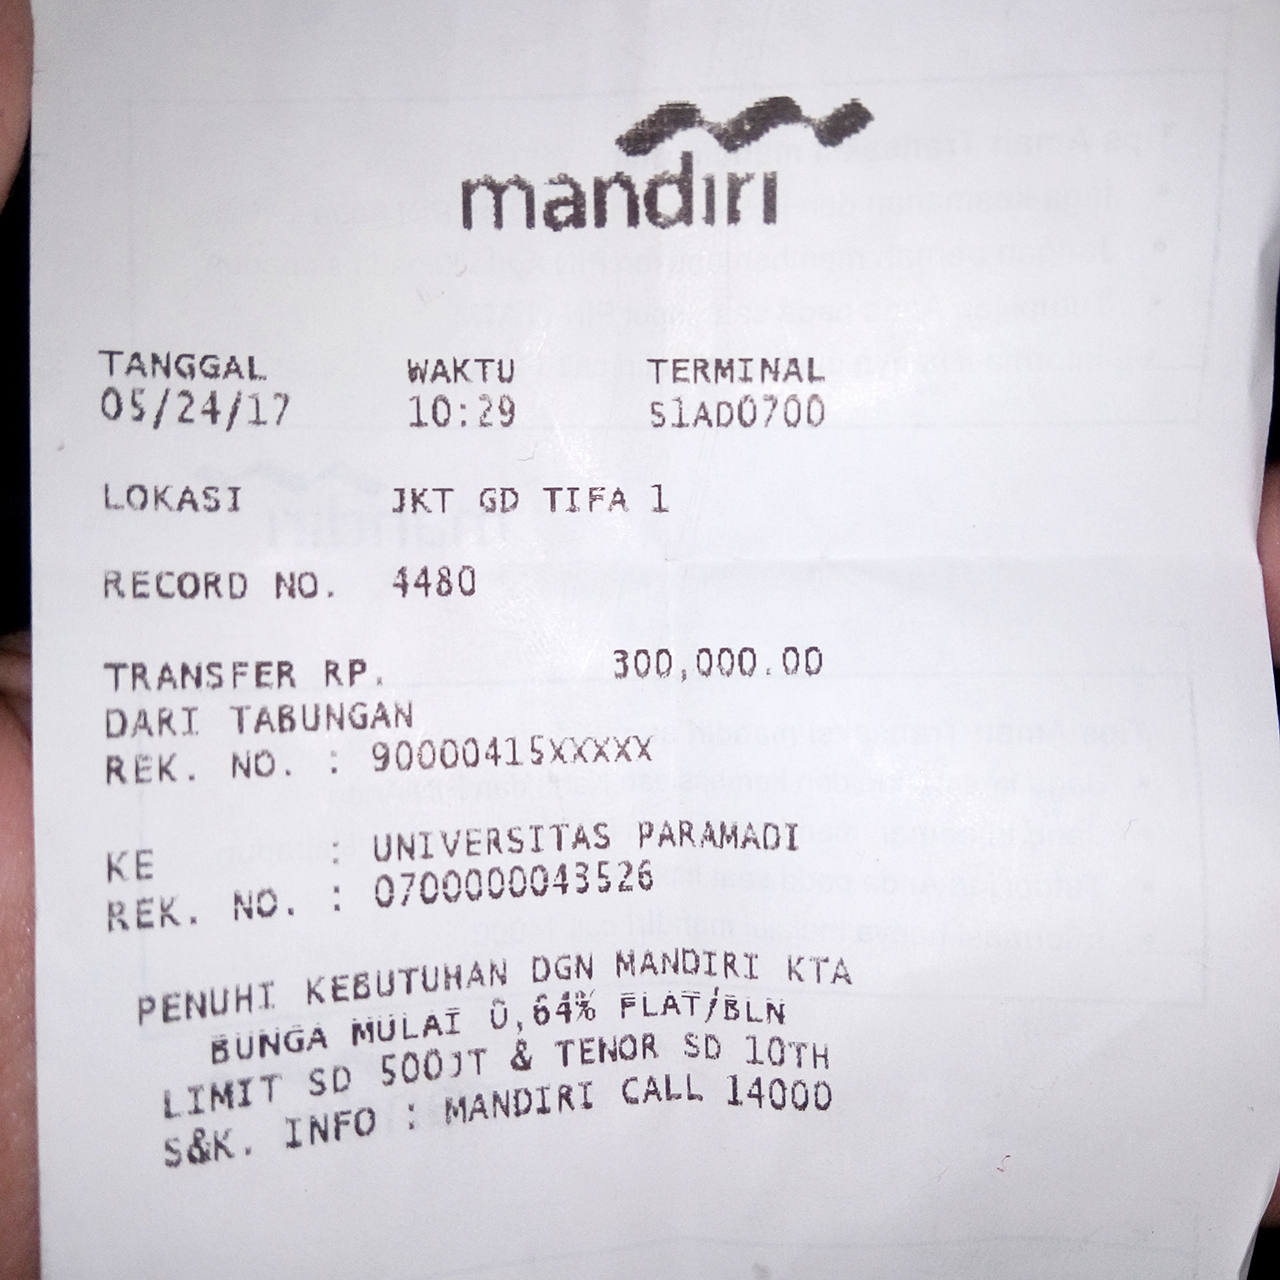 mandiri
TANGGAL WAKTU TERMINAL
05/24/17 10:29 S1AD0700
LOKASI JKT GD TIFA 1
RECORD NO. 4480
TRANSFER RP. 300,000.00
DARI TABUNGAN
REK. NO. : 90000415XXXXX
KE : UNIVERSITAS PARAMADI
REK. NO. : 0700000043526
PENUHI KEBUTUHAN DGN MANDIRI KTA
BUNGA MULAI 0,64% FLAT/BLN
LIMIT SD 500JT & TENOR SD 10TH
S&K. INFO : MANDIRI CALL 14000